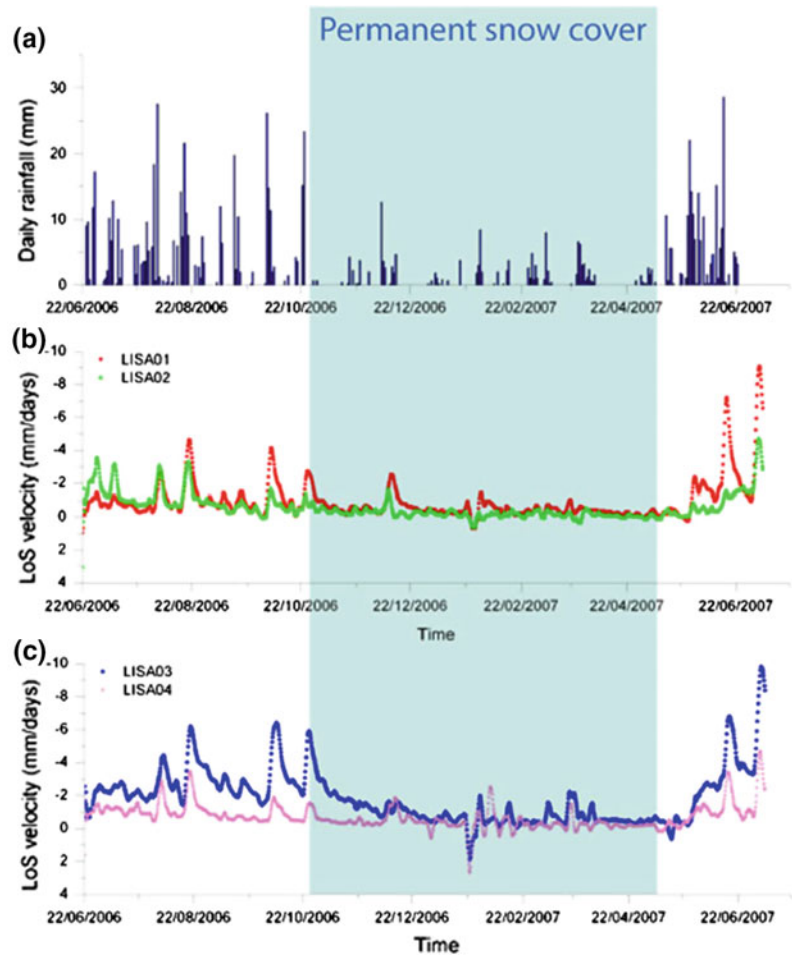 Permanent snow cover
(a)
Daily rainfall (mm)
30
20
10
0
22/06/2006 22/08/2006 22/10/2006 22/12/2006 22/02/2007 22/04/2007 22/06/2007
(b)
LISA01
LISA02
LoS velocity (mm/days)
-10
-8
-6
-4
-2
0
2
4
22/06/2006 22/08/2006 22/10/2006 22/12/2006 22/02/2007 22/04/2007 22/06/2007
Time
(c)
LISA03
LISA04
LoS velocity (mm/days)
-10
-8
-6
-4
-2
0
2
4
22/06/2006 22/08/2006 22/10/2006 22/12/2006 22/02/2007 22/04/2007 22/06/2007
Time